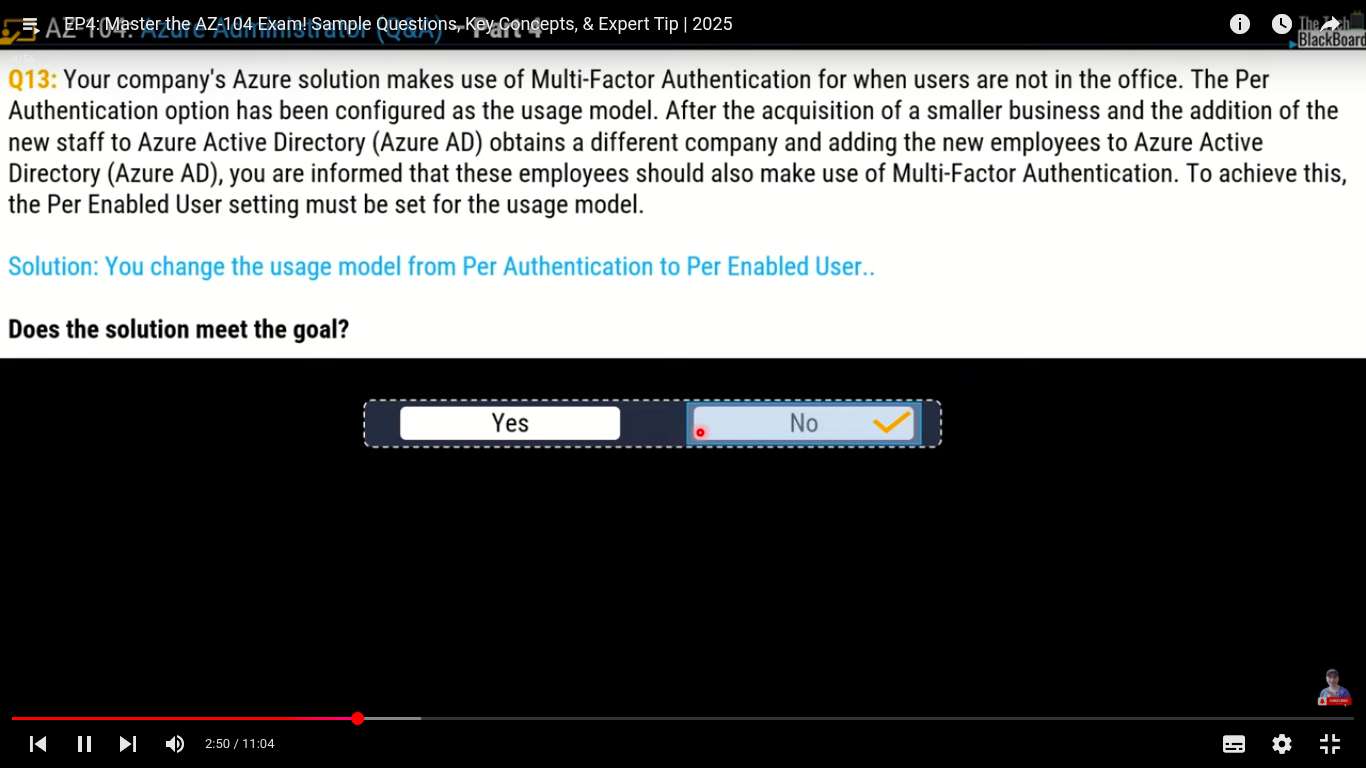 EP4: Master the AZ-104 Exam! Sample Questions, Key Concepts, & Expert Tip | 2025
AZ-104: Azure Administrator (Q&A) - Part 4
The Tech
BlackBoard
Q13: Your company's Azure solution makes use of Multi-Factor Authentication for when users are not in the office. The Per
Authentication option has been configured as the usage model. After the acquisition of a smaller business and the addition of the
new staff to Azure Active Directory (Azure AD) obtains a different company and adding the new employees to Azure Active
Directory (Azure AD), you are informed that these employees should also make use of Multi-Factor Authentication. To achieve this,
the Per Enabled User setting must be set for the usage model.
Solution: You change the usage model from Per Authentication to Per Enabled User..
Does the solution meet the goal?
Yes
No
2:50 / 11:04